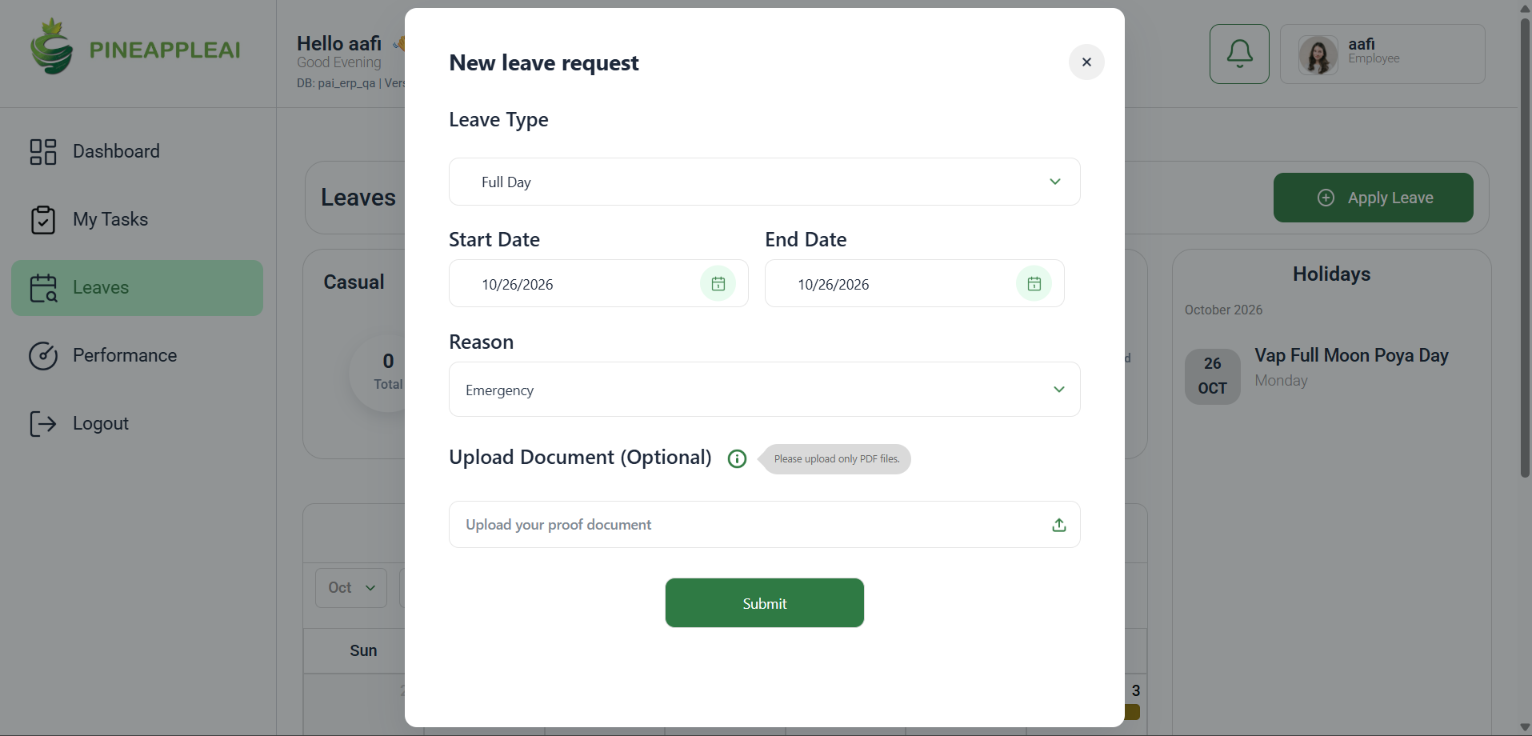 PINEAPPLEAI
Hello aafi
Good Evening
DB: pai_erp_qa |
aafi
Employee
Dashboard
My Tasks
Leaves
Performance
Logout
Leaves
Apply Leave
Casual
0
Total
Oct
Sun
3
New leave request
Leave Type
Full Day
Start Date
End Date
10/26/2026
10/26/2026
Reason
Emergency
Upload Document (Optional)
Please upload only PDF files.
Upload your proof document
Submit
Holidays
October 2026
26
OCT
Vap Full Moon Poya Day
Monday